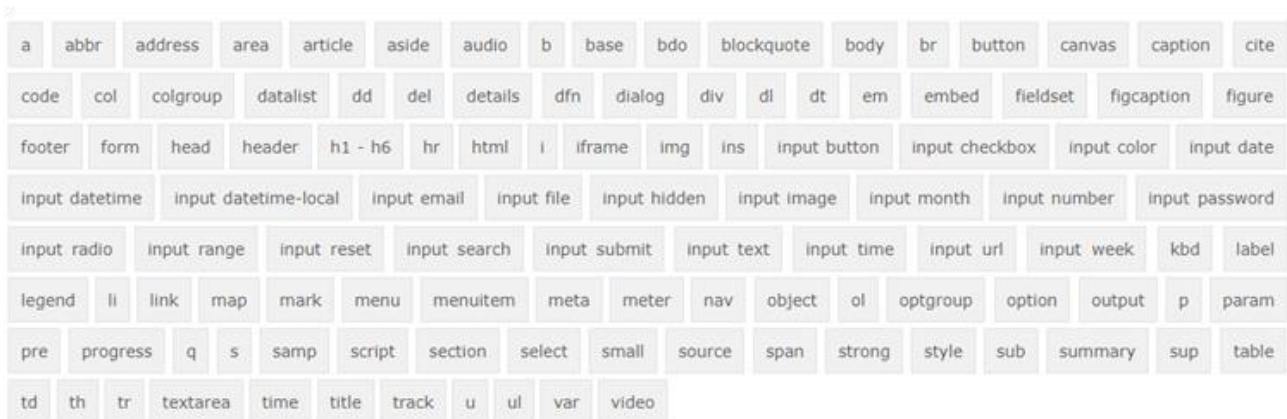 a abbr address area article aside audio b base bdo blockquote body br button canvas caption cite
code col colgroup datalist dd del details dfn dialog div dl dt em embed fieldset figcaption figure
footer form head header h1 - h6 hr html i iframe img ins input button input checkbox input color input date
input datetime input datetime-local input email input file input hidden input image input month input number input password
input radio input range input reset input search input submit input text input time input url input week kbd label
legend li link map mark menu menuitem meta meter nav object ol optgroup option output p param
pre progress q s samp script section select small source span strong style sub summary sup table
td th tr textarea time title track u ul var video